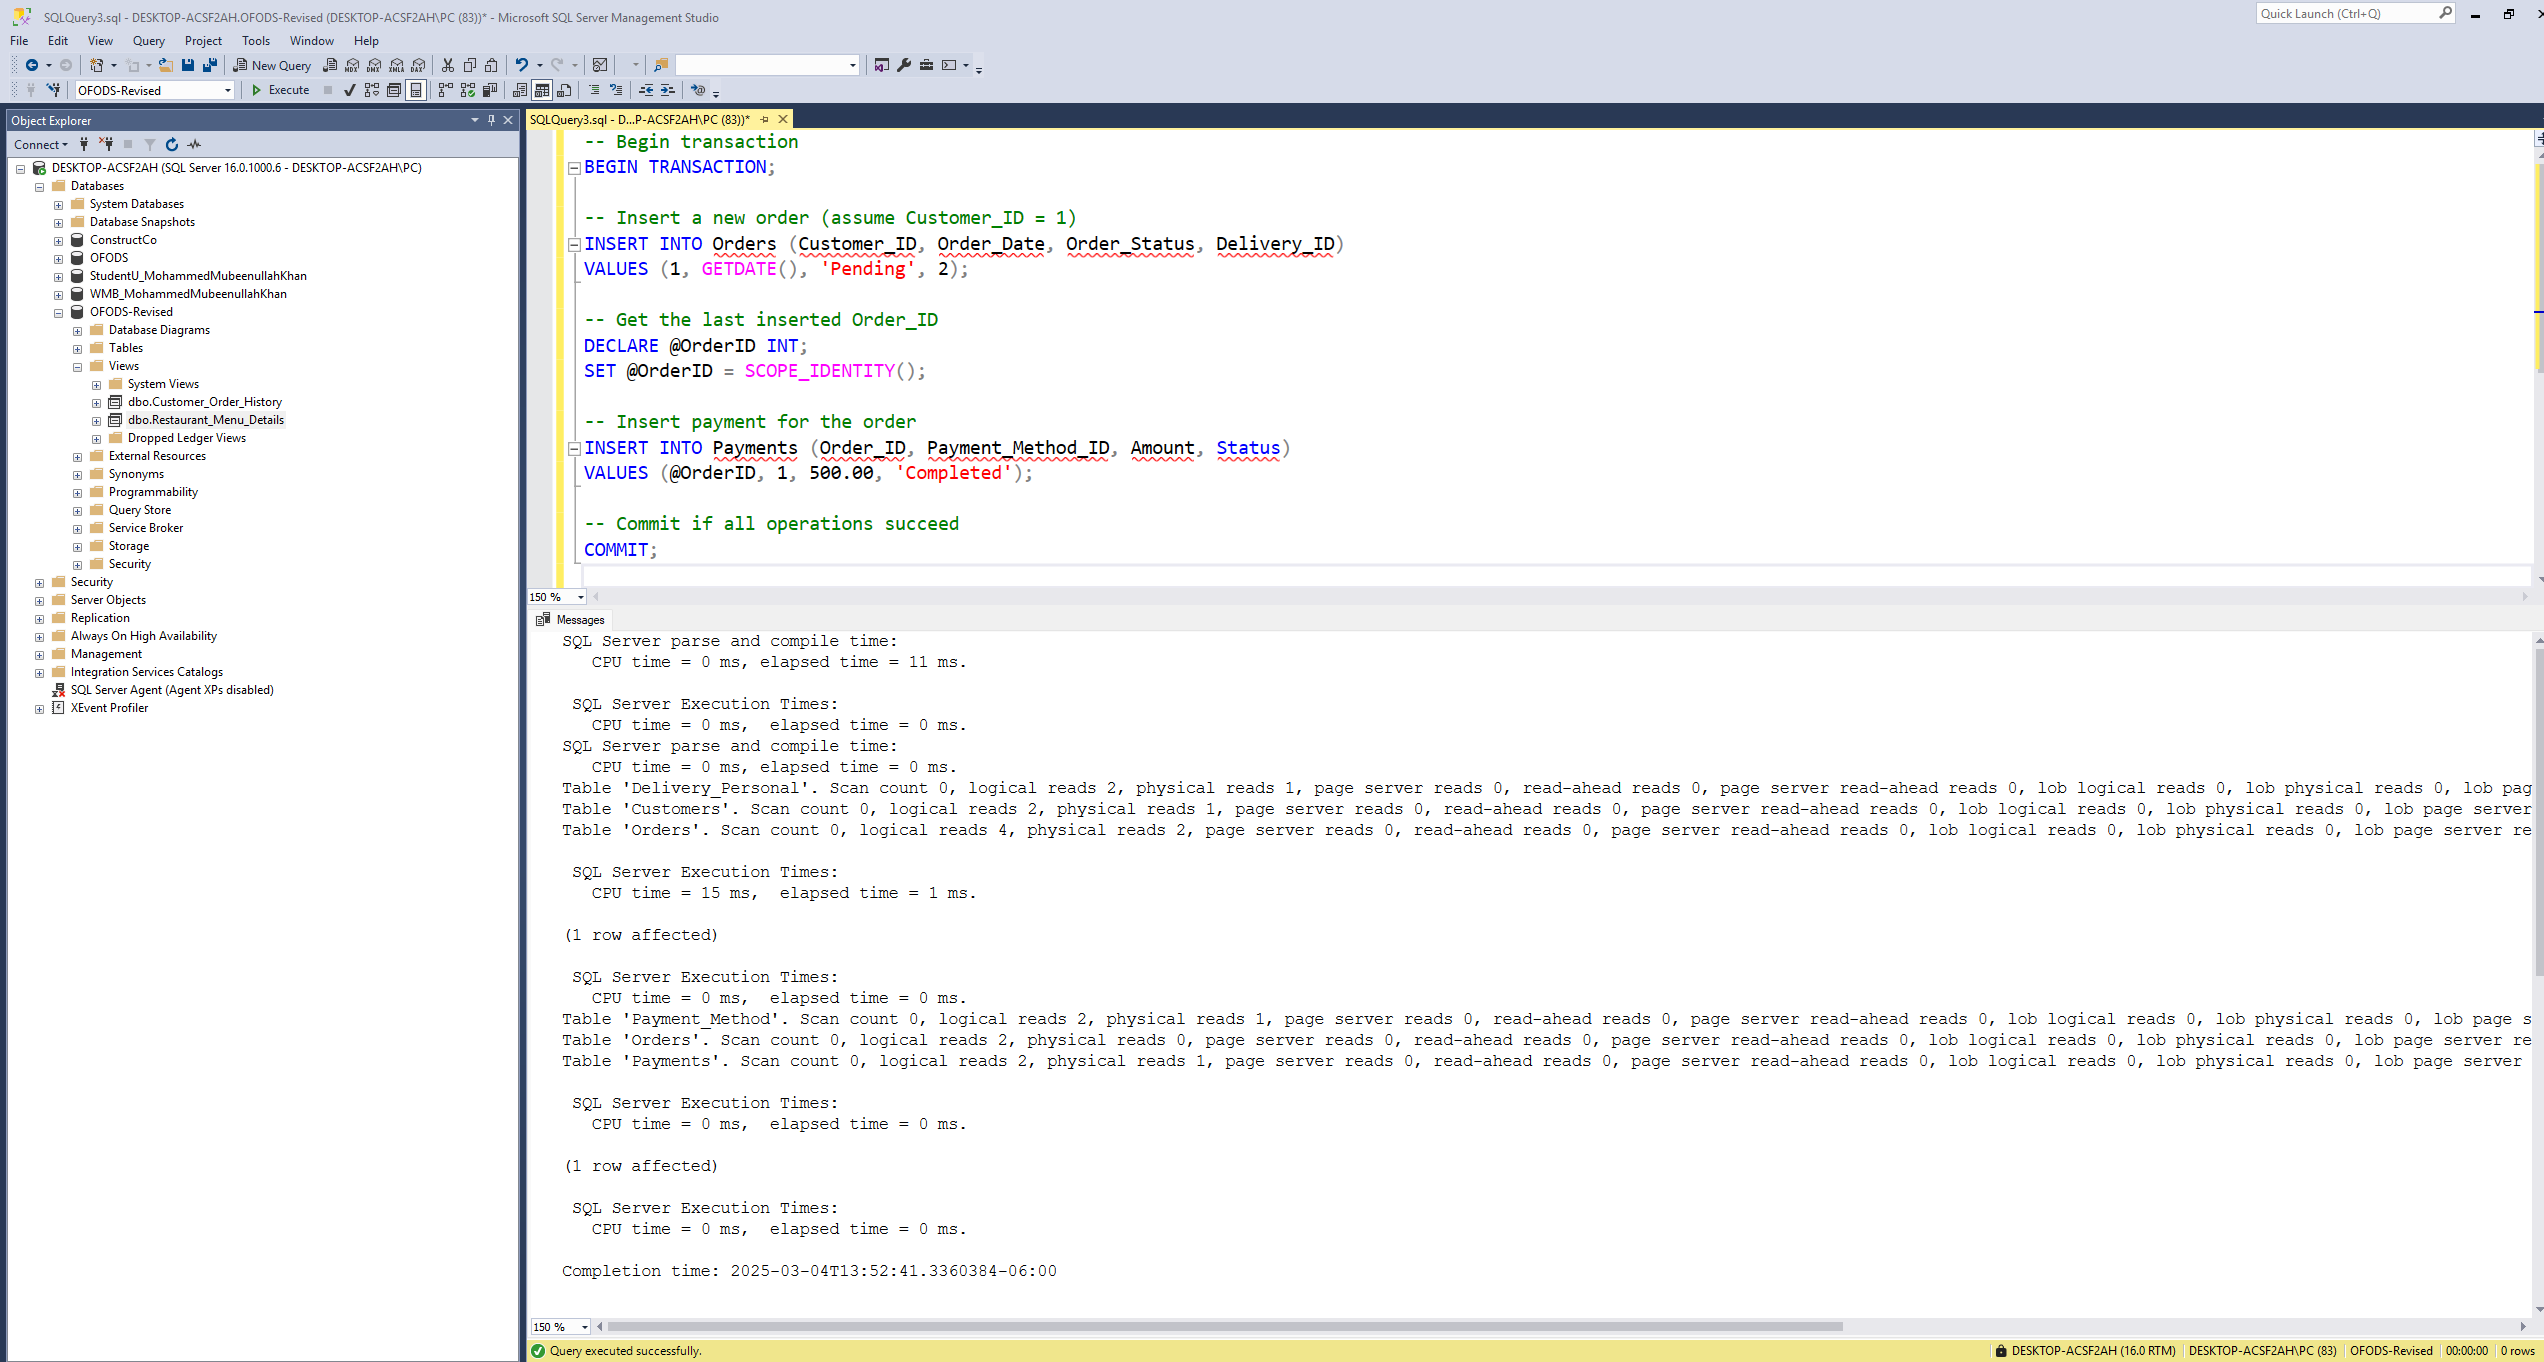 SQLQuery3.sql - DESKTOP-ACSF2AH.OFODS-Revised (DESKTOP-ACSF2AH\PC (83))* - Microsoft SQL Server Management Studio
Quick Launch (Ctrl+Q)
File Edit View Query Project Tools Window Help
New Query
MDX DMX XMLA DAX
OFODS-Revised
Execute
Object Explorer
Connect
DESKTOP-ACSF2AH (SQL Server 16.0.1000.6 - DESKTOP-ACSF2AH\PC)
Databases
System Databases
Database Snapshots
ConstructCo
OFODS
StudentU_MohammedMubeenullahKhan
WMB_MohammedMubeenullahKhan
OFODS-Revised
Database Diagrams
Tables
Views
System Views
dbo.Customer_Order_History
dbo.Restaurant_Menu_Details
Dropped Ledger Views
External Resources
Synonyms
Programmability
Query Store
Service Broker
Storage
Security
Security
Server Objects
Replication
Always On High Availability
Management
Integration Services Catalogs
SQL Server Agent (Agent XPs disabled)
XEvent Profiler
SQLQuery3.sql - D...P-ACSF2AH\PC (83))*
-- Begin transaction
BEGIN TRANSACTION;
-- Insert a new order (assume Customer_ID = 1)
INSERT INTO Orders (Customer_ID, Order_Date, Order_Status, Delivery_ID)
VALUES (1, GETDATE(), 'Pending', 2);
-- Get the last inserted Order_ID
DECLARE @OrderID INT;
SET @OrderID = SCOPE_IDENTITY();
-- Insert payment for the order
INSERT INTO Payments (Order_ID, Payment_Method_ID, Amount, Status)
VALUES (@OrderID, 1, 500.00, 'Completed');
-- Commit if all operations succeed
COMMIT;
150 %
Messages
SQL Server parse and compile time:
CPU time = 0 ms, elapsed time = 11 ms.
SQL Server Execution Times:
CPU time = 0 ms,  elapsed time = 0 ms.
SQL Server parse and compile time:
CPU time = 0 ms, elapsed time = 0 ms.
Table 'Delivery_Personal'. Scan count 0, logical reads 2, physical reads 1, page server reads 0, read-ahead reads 0, page server read-ahead reads 0, lob logical reads 0, lob physical reads 0, lob pag
Table 'Customers'. Scan count 0, logical reads 2, physical reads 1, page server reads 0, read-ahead reads 0, page server read-ahead reads 0, lob logical reads 0, lob physical reads 0, lob page server
Table 'Orders'. Scan count 0, logical reads 4, physical reads 2, page server reads 0, read-ahead reads 0, page server read-ahead reads 0, lob logical reads 0, lob physical reads 0, lob page server re
SQL Server Execution Times:
CPU time = 15 ms,  elapsed time = 1 ms.
(1 row affected)
SQL Server Execution Times:
CPU time = 0 ms,  elapsed time = 0 ms.
Table 'Payment_Method'. Scan count 0, logical reads 2, physical reads 1, page server reads 0, read-ahead reads 0, page server read-ahead reads 0, lob logical reads 0, lob physical reads 0, lob page s
Table 'Orders'. Scan count 0, logical reads 2, physical reads 0, page server reads 0, read-ahead reads 0, page server read-ahead reads 0, lob logical reads 0, lob physical reads 0, lob page server re
Table 'Payments'. Scan count 0, logical reads 2, physical reads 1, page server reads 0, read-ahead reads 0, page server read-ahead reads 0, lob logical reads 0, lob physical reads 0, lob page server
SQL Server Execution Times:
CPU time = 0 ms,  elapsed time = 0 ms.
(1 row affected)
SQL Server Execution Times:
CPU time = 0 ms,  elapsed time = 0 ms.
Completion time: 2025-03-04T13:52:41.3360384-06:00
150 %
Query executed successfully.
DESKTOP-ACSF2AH (16.0 RTM) DESKTOP-ACSF2AH\PC (83) OFODS-Revised 00:00:00 0 rows